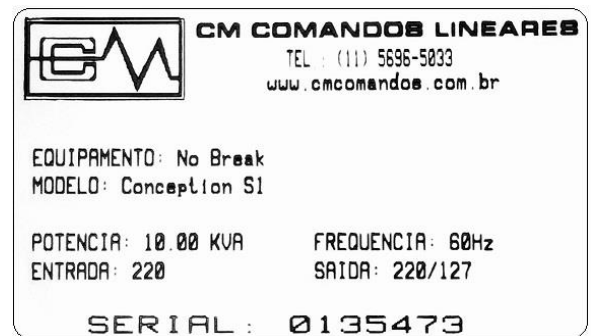 CM
CM COMANDOS LINEARES
TEL : (11) 5696-5033
www.cmcomandos.com.br
EQUIPAMENTO: No Break
MODELO: Conception S1
POTENCIA: 10.00 KVA FREQUENCIA: 60Hz
ENTRADA: 220 SAIDA: 220/127
SERIAL: 0135473